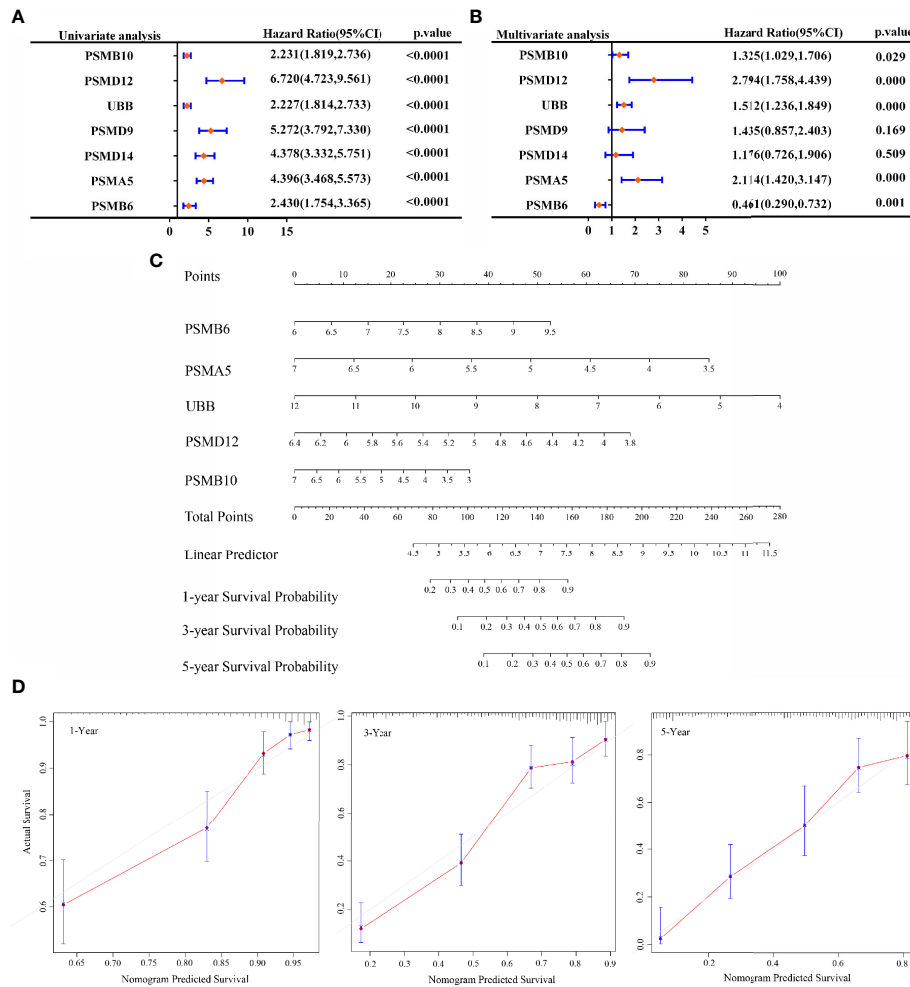 A
Univariate analysis Hazard Ratio(95%CI) p.value
PSMB10 2.231(1.819,2.736) <0.0001
PSMD12 6.720(4.723,9.561) <0.0001
UBB 2.227(1.814,2.733) <0.0001
PSMD9 5.272(3.792,7.330) <0.0001
PSMD14 4.378(3.332,5.751) <0.0001
PSMA5 4.396(3.468,5.573) <0.0001
PSMB6 2.430(1.754,3.365) <0.0001
0 5 10 15
B
Multivariate analysis Hazard Ratio(95%CI) p.value
PSMB10 1.325(1.029,1.706) 0.029
PSMD12 2.794(1.758,4.439) 0.000
UBB 1.512(1.236,1.849) 0.000
PSMD9 1.435(0.857,2.403) 0.169
PSMD14 1.176(0.726,1.906) 0.509
PSMA5 2.114(1.420,3.147) 0.000
PSMB6 0.461(0.290,0.732) 0.001
0 1 2 3 4 5
C
Points 0 10 20 30 40 50 60 70 80 90 100
PSMB6 6 6.5 7 7.5 8 8.5 9 9.5
PSMA5 7 6.5 6 5.5 5 4.5 4 3.5
UBB 12 11 10 9 8 7 6 5 4
PSMD12 6.4 6.2 6 5.8 5.6 5.4 5.2 5 4.8 4.6 4.4 4.2 4 3.8
PSMB10 7 6.5 6 5.5 5 4.5 4 3.5 3
Total Points 0 20 40 60 80 100 120 140 160 180 200 220 240 260 280
Linear Predictor 4.5 5 5.5 6 6.5 7 7.5 8 8.5 9 9.5 10 10.5 11 11.5
1-year Survival Probability 0.2 0.3 0.4 0.5 0.6 0.7 0.8 0.9
3-year Survival Probability 0.1 0.2 0.3 0.4 0.5 0.6 0.7 0.8 0.9
5-year Survival Probability 0.1 0.2 0.3 0.4 0.5 0.6 0.7 0.8 0.9
D
1-Year
Actual Survival
1.0
0.9
0.8
0.7
0.6
0.65 0.70 0.75 0.80 0.85 0.90 0.95
Nomogram Predicted Survival
3-Year
1.0
0.8
0.6
0.4
0.2
0.2 0.3 0.4 0.5 0.6 0.7 0.8 0.9
Nomogram Predicted Survival
5-Year
0.8
0.6
0.4
0.2
0.0
0.2 0.4 0.6 0.8
Nomogram Predicted Survival